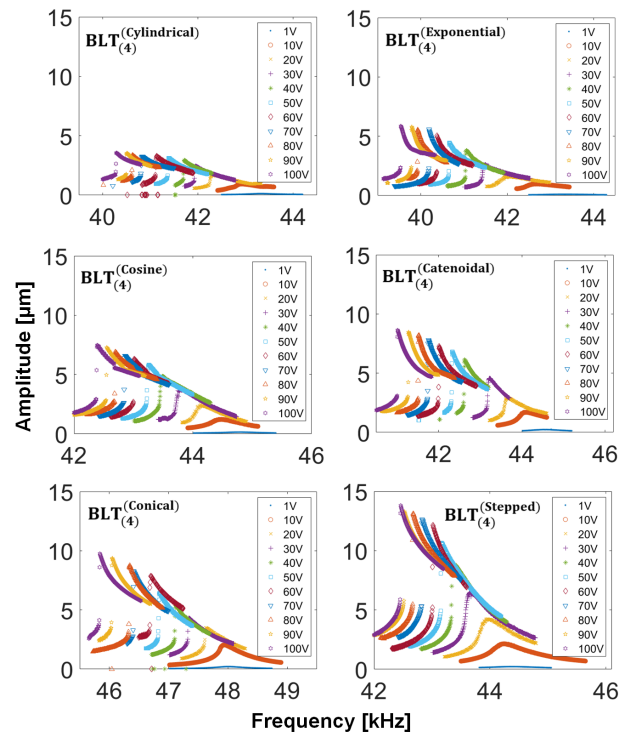 BLT(4)(Cylindrical)
15
10
5
0
40 42 44
1V
10V
20V
30V
40V
50V
60V
70V
80V
90V
100V
BLT(4)(Exponential)
15
10
5
0
40 42 44
1V
10V
20V
30V
40V
50V
60V
70V
80V
90V
100V
Amplitude [μm]
BLT(4)(Cosine)
15
10
5
0
42 44 46
1V
10V
20V
30V
40V
50V
60V
70V
80V
90V
100V
BLT(4)(Catenoidal)
15
10
5
0
42 44 46
1V
10V
20V
30V
40V
50V
60V
70V
80V
90V
100V
BLT(4)(Conical)
15
10
5
0
46 47 48 49
1V
10V
20V
30V
40V
50V
60V
70V
80V
90V
100V
BLT(4)(Stepped)
15
10
5
0
42 44 46
1V
10V
20V
30V
40V
50V
60V
70V
80V
90V
100V
Frequency [kHz]